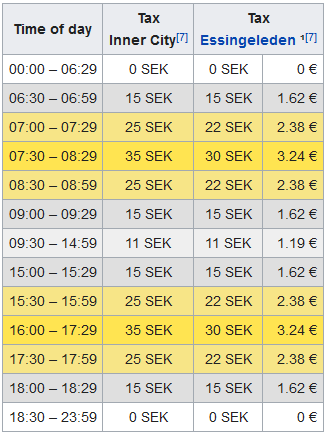 Time of day Tax Inner City[7] Tax Essingeleden ¹[7]
00:00 – 06:29 0 SEK 0 SEK 0 €
06:30 – 06:59 15 SEK 15 SEK 1.62 €
07:00 – 07:29 25 SEK 22 SEK 2.38 €
07:30 – 08:29 35 SEK 30 SEK 3.24 €
08:30 – 08:59 25 SEK 22 SEK 2.38 €
09:00 – 09:29 15 SEK 15 SEK 1.62 €
09:30 – 14:59 11 SEK 11 SEK 1.19 €
15:00 – 15:29 15 SEK 15 SEK 1.62 €
15:30 – 15:59 25 SEK 22 SEK 2.38 €
16:00 – 17:29 35 SEK 30 SEK 3.24 €
17:30 – 17:59 25 SEK 22 SEK 2.38 €
18:00 – 18:29 15 SEK 15 SEK 1.62 €
18:30 – 23:59 0 SEK 0 SEK 0 €